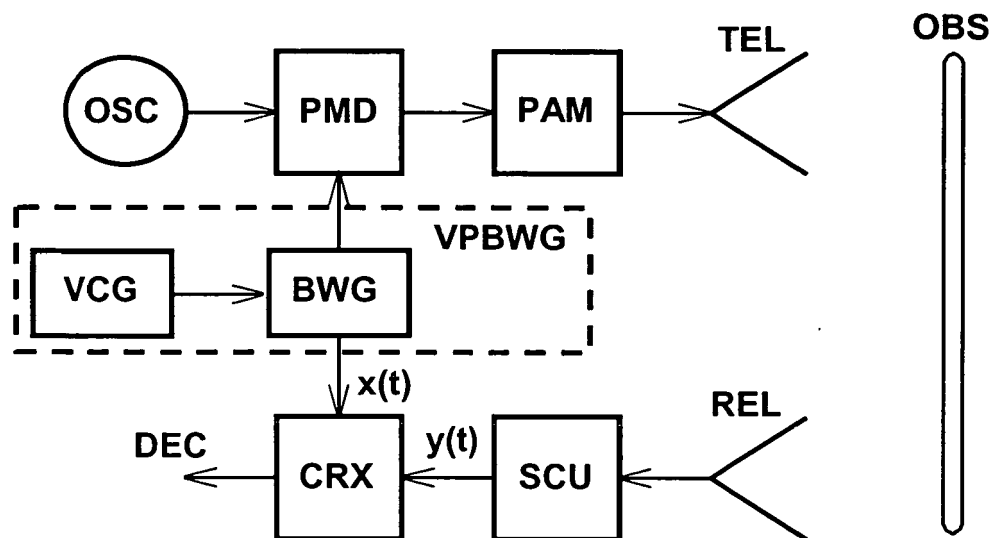 OBS
TEL
OSC
PMD
PAM
VPBWG
VCG
BWG
x(t)
REL
DEC
y(t)
CRX
SCU